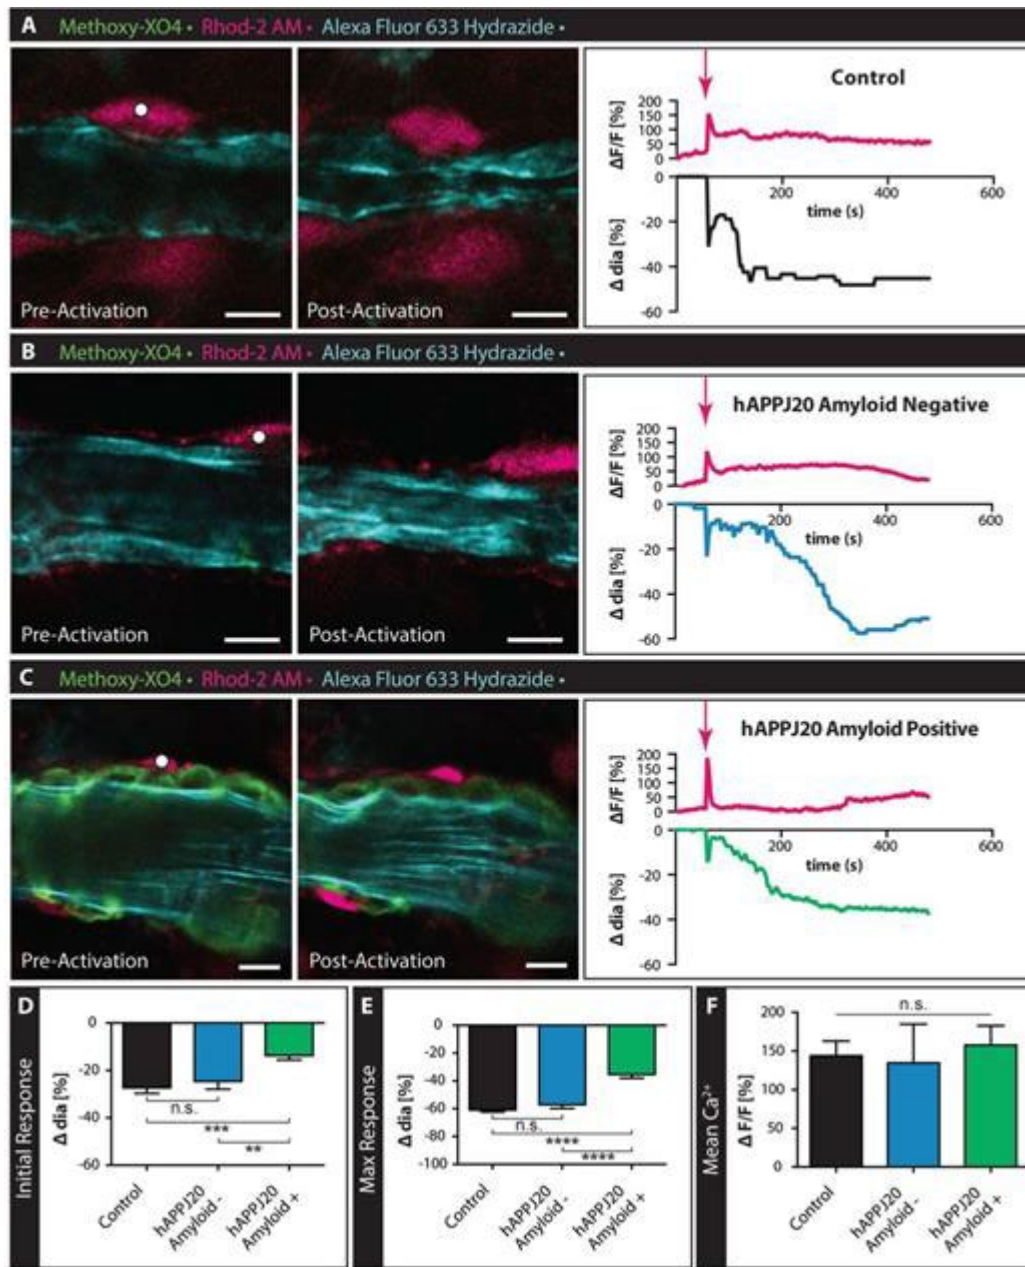 A Methoxy-XO4 • Rhod-2 AM • Alexa Fluor 633 Hydrazide •
Pre-Activation
Post-Activation
Control
ΔF/F [%]
200
150
100
50
0
0
-20
-40
-60
Δ dia [%]
200
400
600
time (s)
B Methoxy-XO4 • Rhod-2 AM • Alexa Fluor 633 Hydrazide •
Pre-Activation
Post-Activation
hAPPJ20 Amyloid Negative
ΔF/F [%]
200
150
100
50
0
0
-20
-40
-60
Δ dia [%]
200
400
600
time (s)
C Methoxy-XO4 • Rhod-2 AM • Alexa Fluor 633 Hydrazide •
Pre-Activation
Post-Activation
hAPPJ20 Amyloid Positive
ΔF/F [%]
200
150
100
50
0
0
-20
-40
-60
Δ dia [%]
200
400
600
time (s)
D
Initial Response
Δ dia [%]
0
-20
-40
-60
n.s.
***
**
Control
hAPPJ20
Amyloid -
hAPPJ20
Amyloid +
E
Max Response
Δ dia [%]
0
-20
-40
-60
-80
-100
n.s.
****
****
Control
hAPPJ20
Amyloid -
hAPPJ20
Amyloid +
F
Mean Ca²⁺
Δ F/F [%]
200
150
100
50
0
n.s.
Control
hAPPJ20
Amyloid -
hAPPJ20
Amyloid +